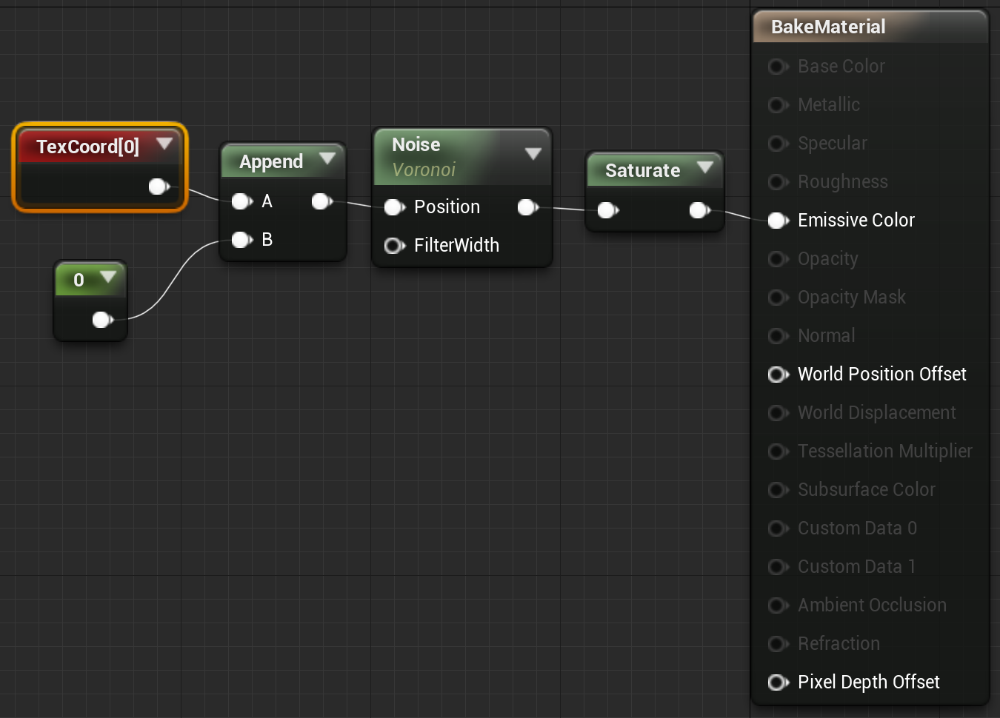 TexCoord[0]
0
Append
A
B
Noise
Voronoi
Position
FilterWidth
Saturate
BakeMaterial
Base Color
Metallic
Specular
Roughness
Emissive Color
Opacity
Opacity Mask
Normal
World Position Offset
World Displacement
Tessellation Multiplier
Subsurface Color
Custom Data 0
Custom Data 1
Ambient Occlusion
Refraction
Pixel Depth Offset